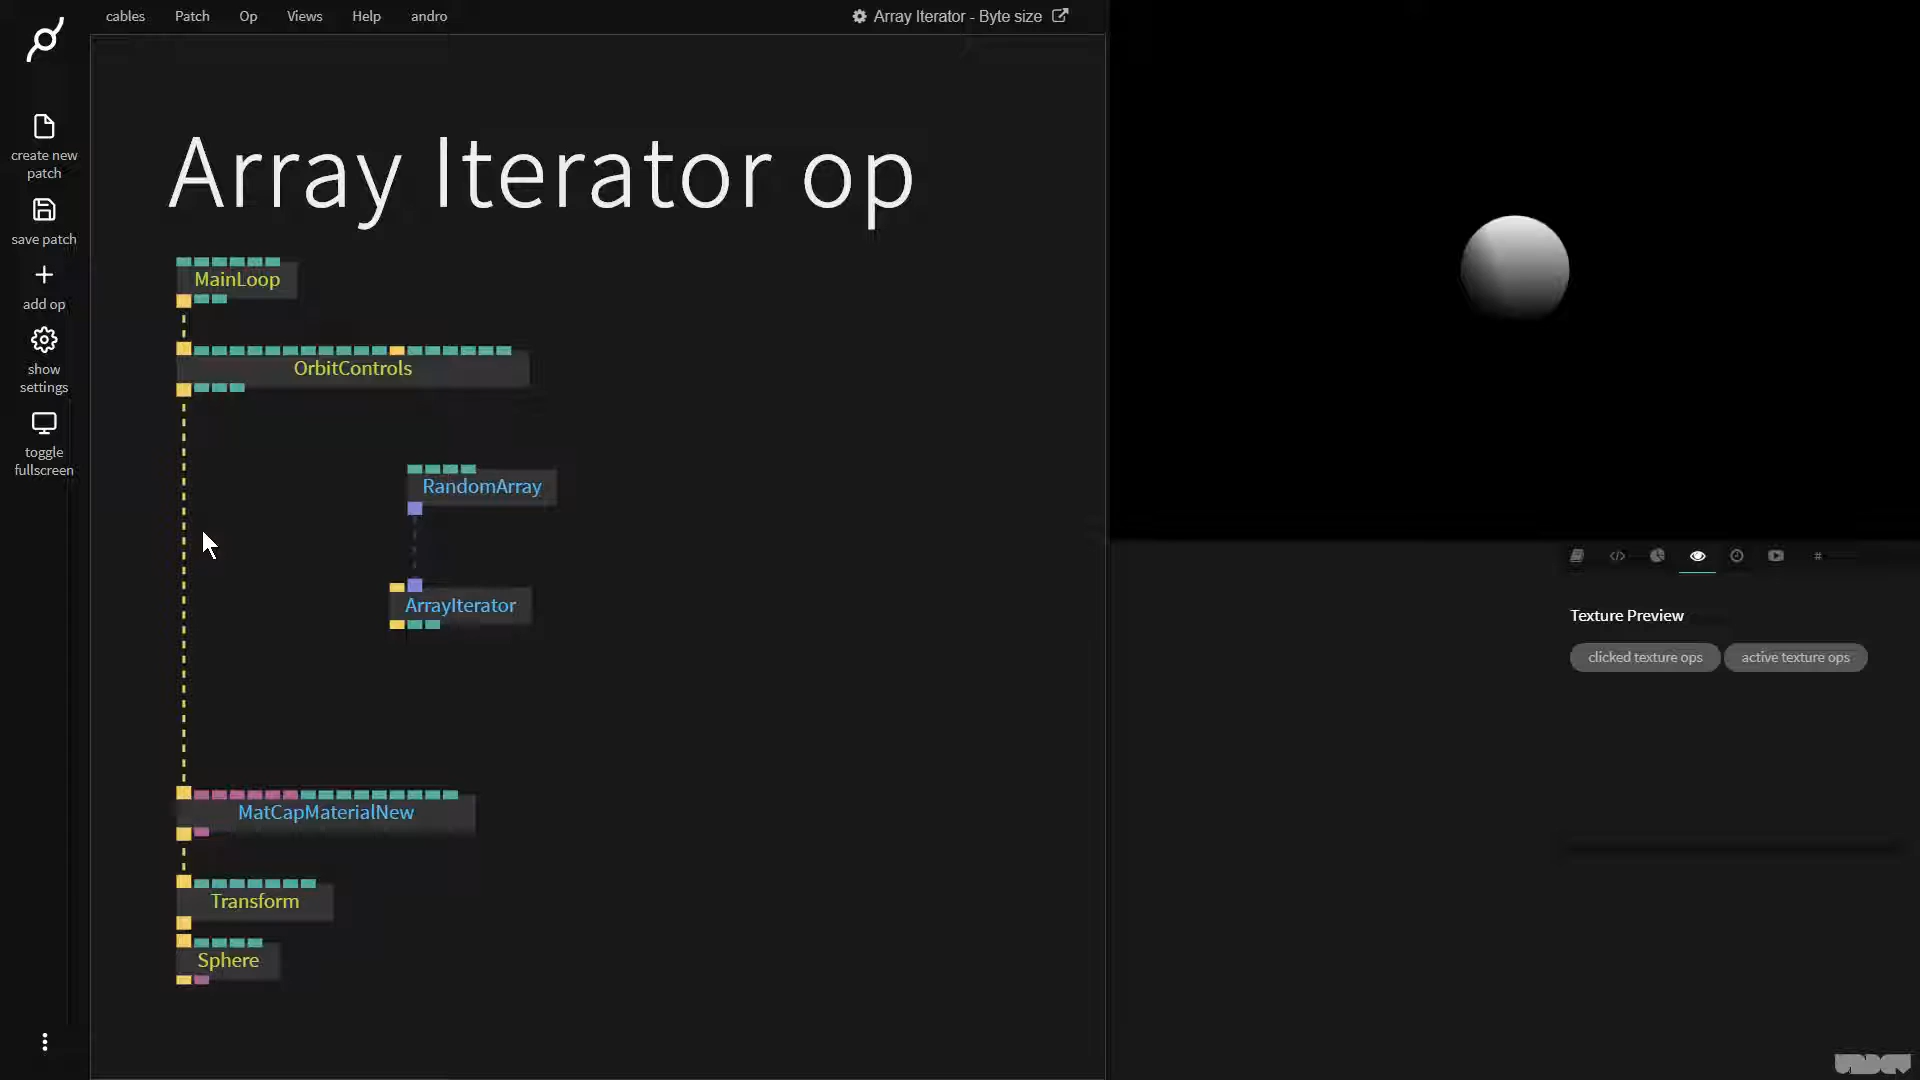 cables Patch Op Views Help andro Array Iterator - Byte size
create new
patch
save patch
add op
show
settings
toggle
fullscreen
Array Iterator op
MainLoop
OrbitControls
RandomArray
ArrayIterator
MatCapMaterialNew
Transform
Sphere
</> #
Texture Preview
clicked texture ops active texture ops